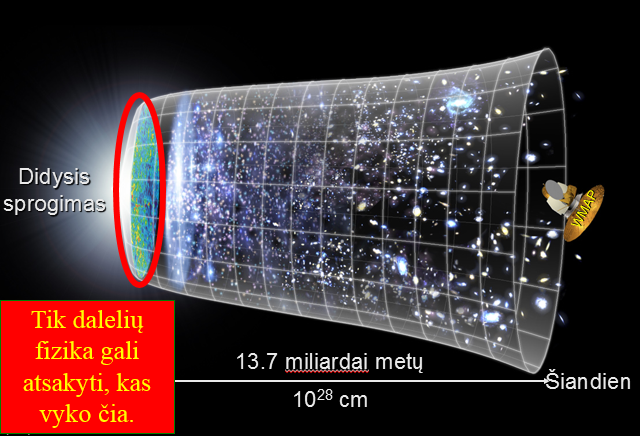 Didysis
sprogimas
WMAP
Tik dalelių
fizika gali
atsakyti, kas
vyko čia.
13.7 miliardai metų
10²⁸ cm
Šiandien